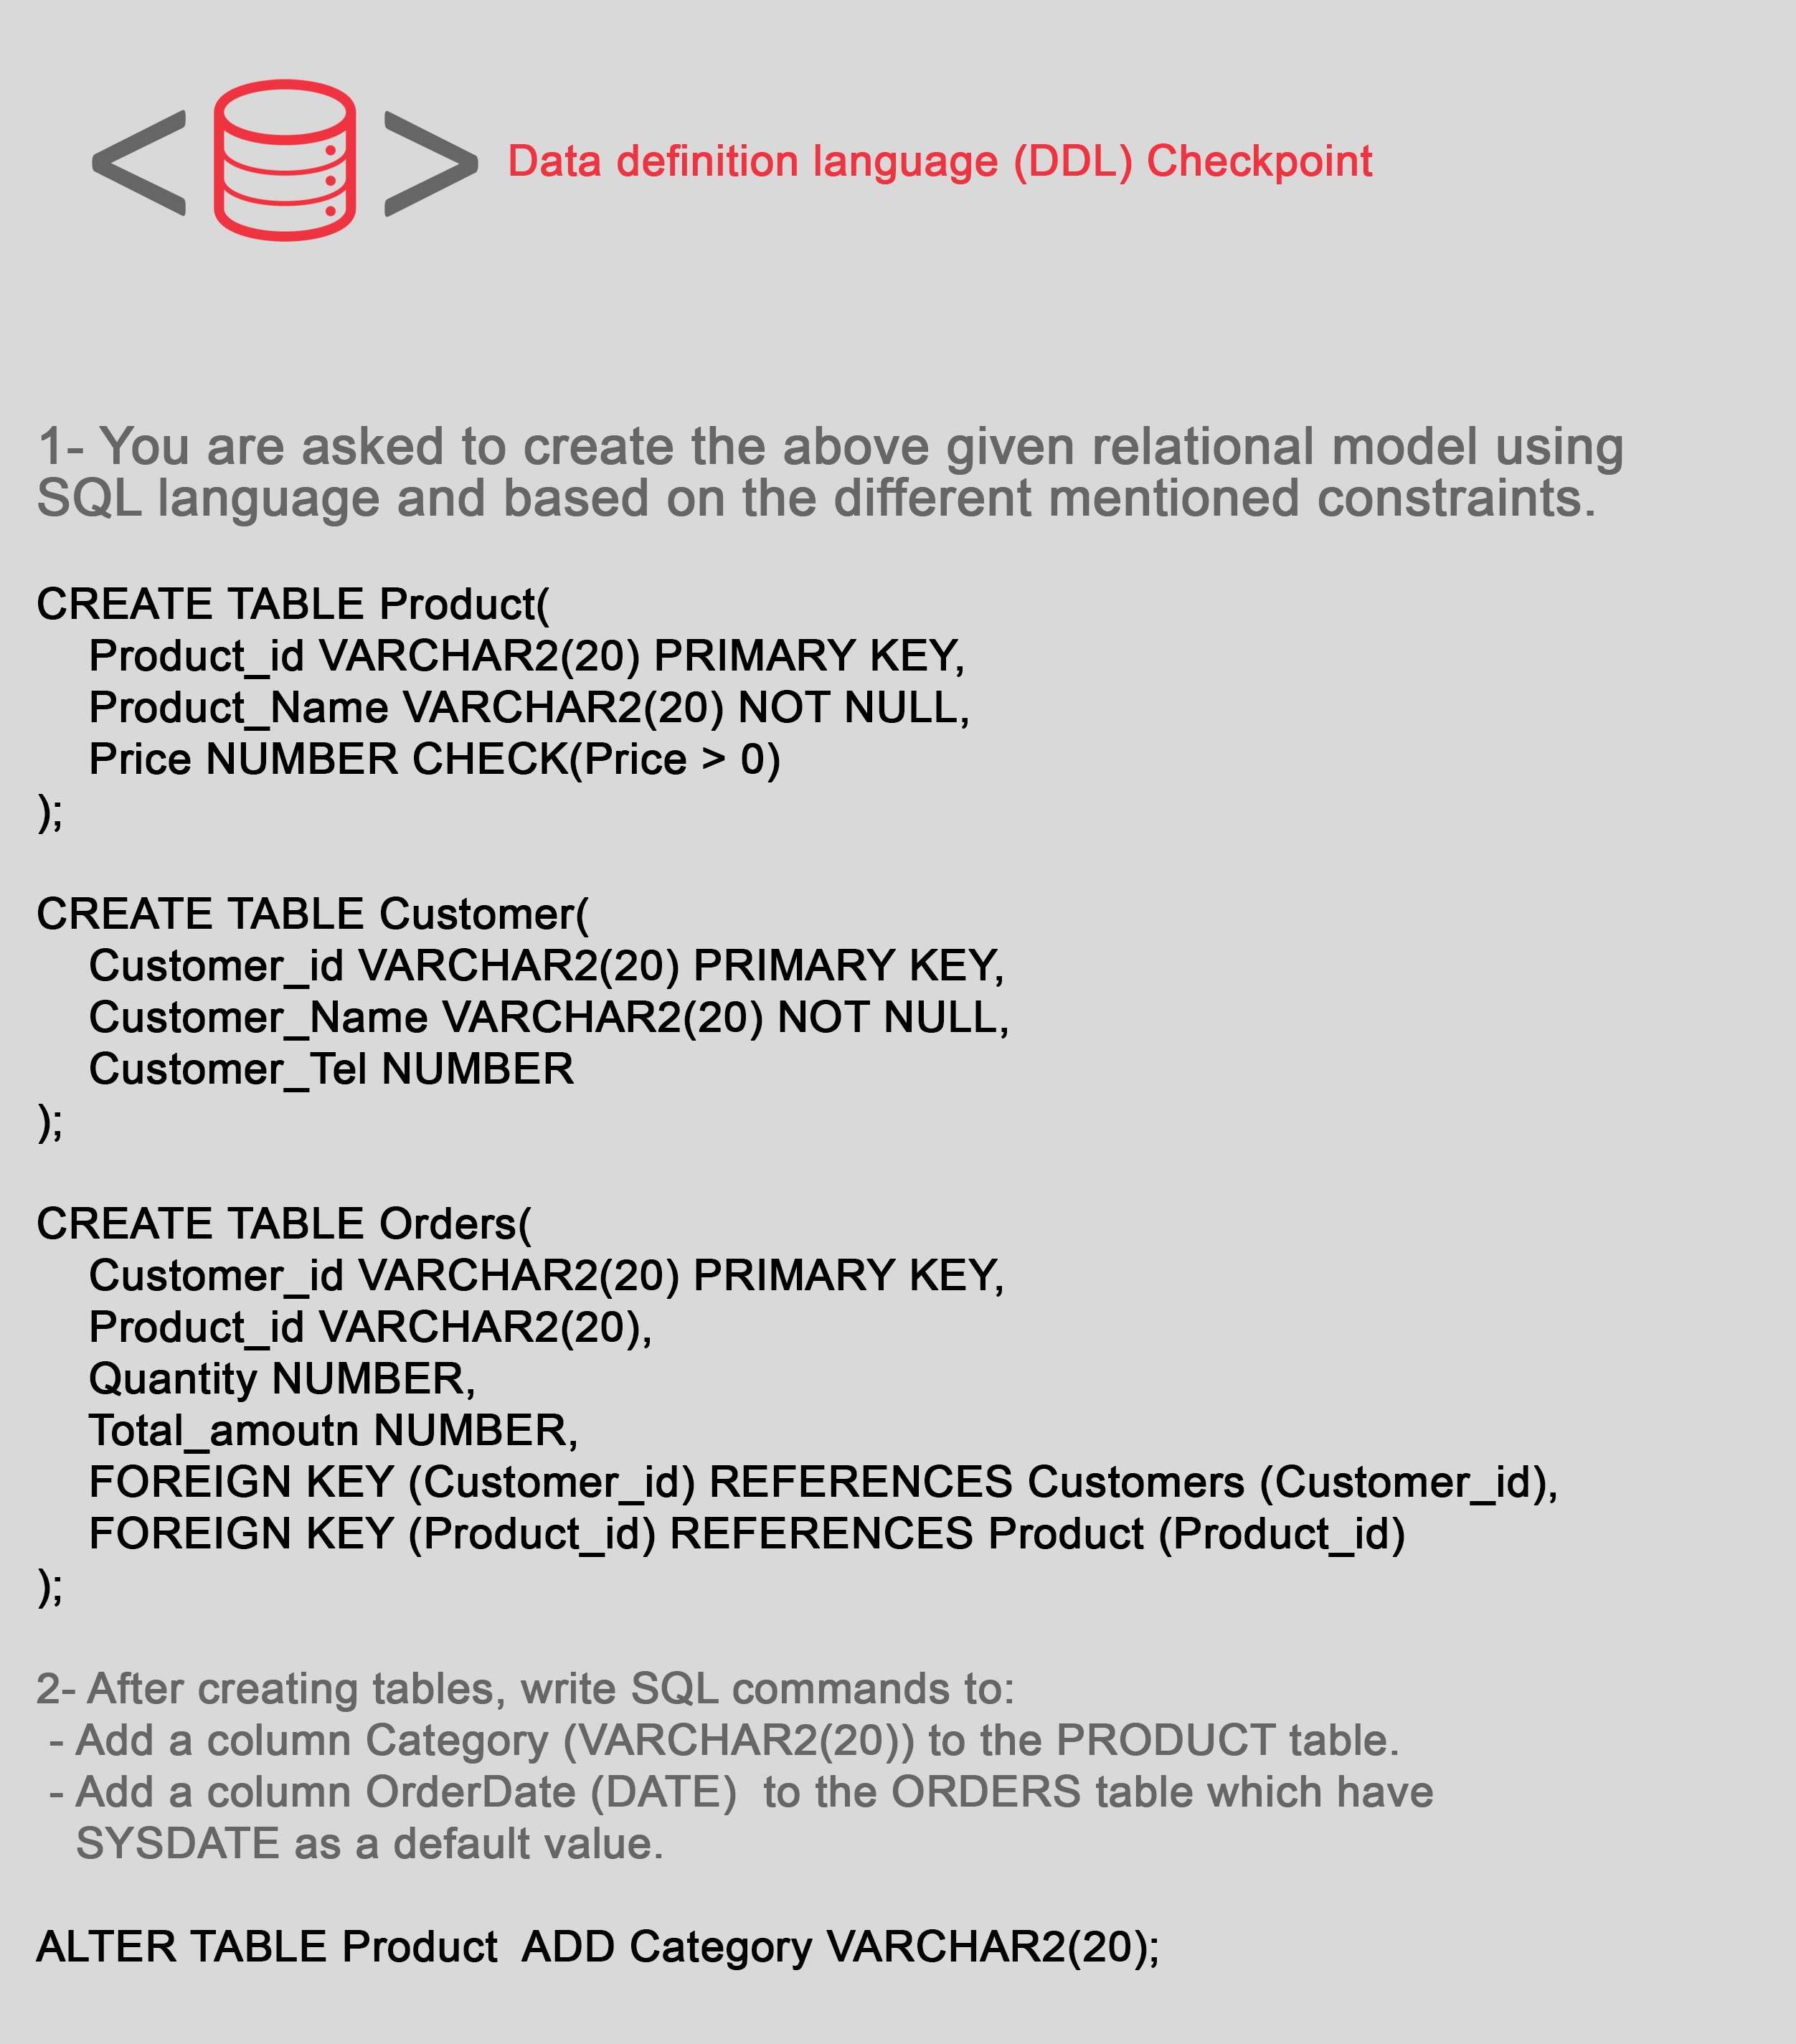 Data definition language (DDL) Checkpoint
1- You are asked to create the above given relational model using
SQL language and based on the different mentioned constraints.
CREATE TABLE Product(
Product_id VARCHAR2(20) PRIMARY KEY,
Product_Name VARCHAR2(20) NOT NULL,
Price NUMBER CHECK(Price > 0)
);
CREATE TABLE Customer(
Customer_id VARCHAR2(20) PRIMARY KEY,
Customer_Name VARCHAR2(20) NOT NULL,
Customer_Tel NUMBER
);
CREATE TABLE Orders(
Customer_id VARCHAR2(20) PRIMARY KEY,
Product_id VARCHAR2(20),
Quantity NUMBER,
Total_amoutn NUMBER,
FOREIGN KEY (Customer_id) REFERENCES Customers (Customer_id),
FOREIGN KEY (Product_id) REFERENCES Product (Product_id)
);
2- After creating tables, write SQL commands to:
- Add a column Category (VARCHAR2(20)) to the PRODUCT table.
- Add a column OrderDate (DATE)  to the ORDERS table which have
SYSDATE as a default value.
ALTER TABLE Product  ADD Category VARCHAR2(20);